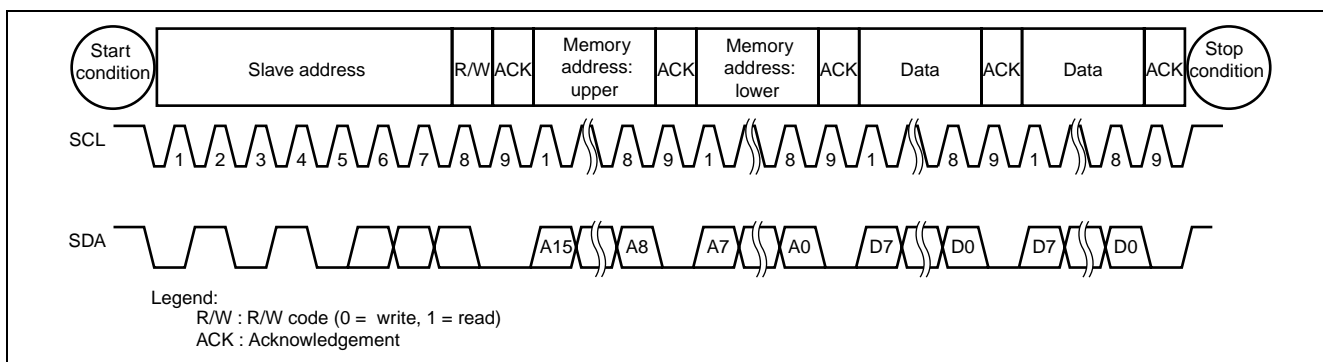 Start condition
Slave address
R/W
ACK
Memory address: upper
ACK
Memory address: lower
ACK
Data
ACK
Data
ACK
Stop condition
SCL
1 2 3 4 5 6 7 8 9 1 8 9 1 8 9 1 8 9 1 8 9
SDA
A15 A8 A7 A0 D7 D0 D7 D0
Legend:
R/W : R/W code (0 = write, 1 = read)
ACK : Acknowledgement